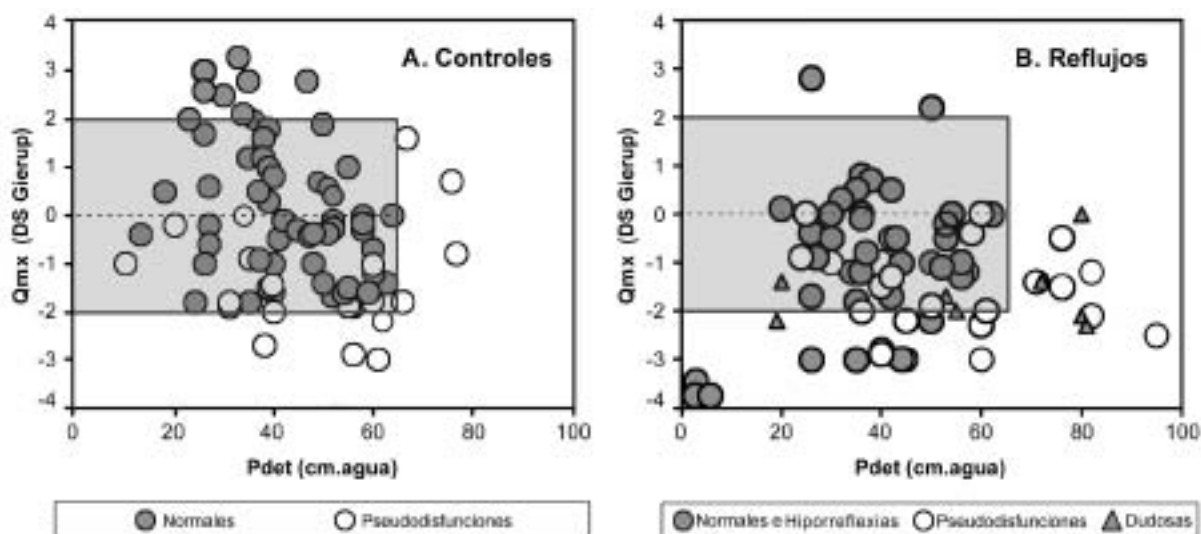 A. Controles
Qmx (DS Gierup)
4
3
2
1
0
-1
-2
-3
-4
0
20
40
60
80
100
Pdet (cm.agua)
Normales
Pseudodisfunciones
B. Reflujos
Qmx (DS Gierup)
4
3
2
1
0
-1
-2
-3
-4
0
20
40
60
80
100
Pdet (cm.agua)
Normales e Hiporreflexias
Pseudodisfunciones
Dudosas